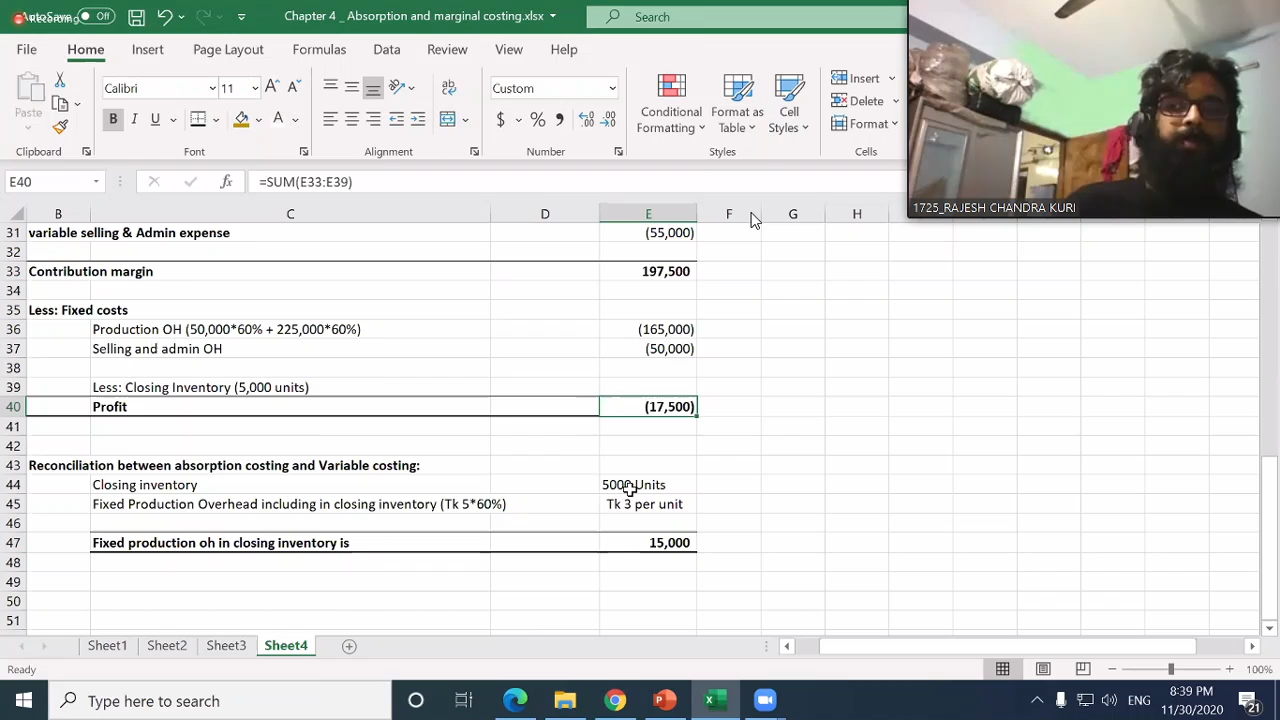 AutoSave Off Chapter 4 _ Absorption and marginal costing.xlsx Search
Recording
File Home Insert Page Layout Formulas Data Review View Help
Paste Calibri 11 Custom Conditional Formatting Format as Table Cell Styles Insert Delete Format
Clipboard Font Alignment Number Styles Cells
1725_RAJESH CHANDRA KURI
E40 =SUM(E33:E39)
B C D E F G H
31 variable selling & Admin expense (55,000)
32
33 Contribution margin 197,500
34
35 Less: Fixed costs
36 Production OH (50,000*60% + 225,000*60%) (165,000)
37 Selling and admin OH (50,000)
38
39 Less: Closing Inventory (5,000 units)
40 Profit (17,500)
41
42
43 Reconciliation between absorption costing and Variable costing:
44 Closing inventory 5000 Units
45 Fixed Production Overhead including in closing inventory (Tk 5*60%) Tk 3 per unit
46
47 Fixed production oh in closing inventory is 15,000
48
49
50
51
Sheet1 Sheet2 Sheet3 Sheet4
Ready 100%
Type here to search ENG 8:39 PM
11/30/2020 21